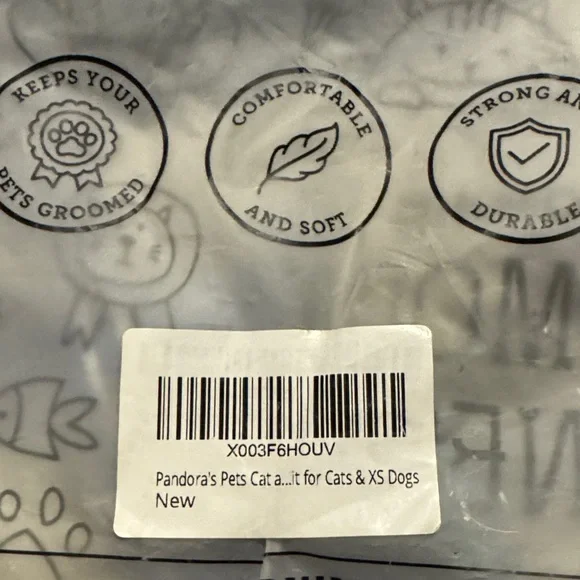 KEEPS YOUR
PETS GROOMED
COMFORTABLE
AND SOFT
STRONG
DURABLE
X003F6HOUV
Pandora's Pets Cat a...it for Cats & XS Dogs
New